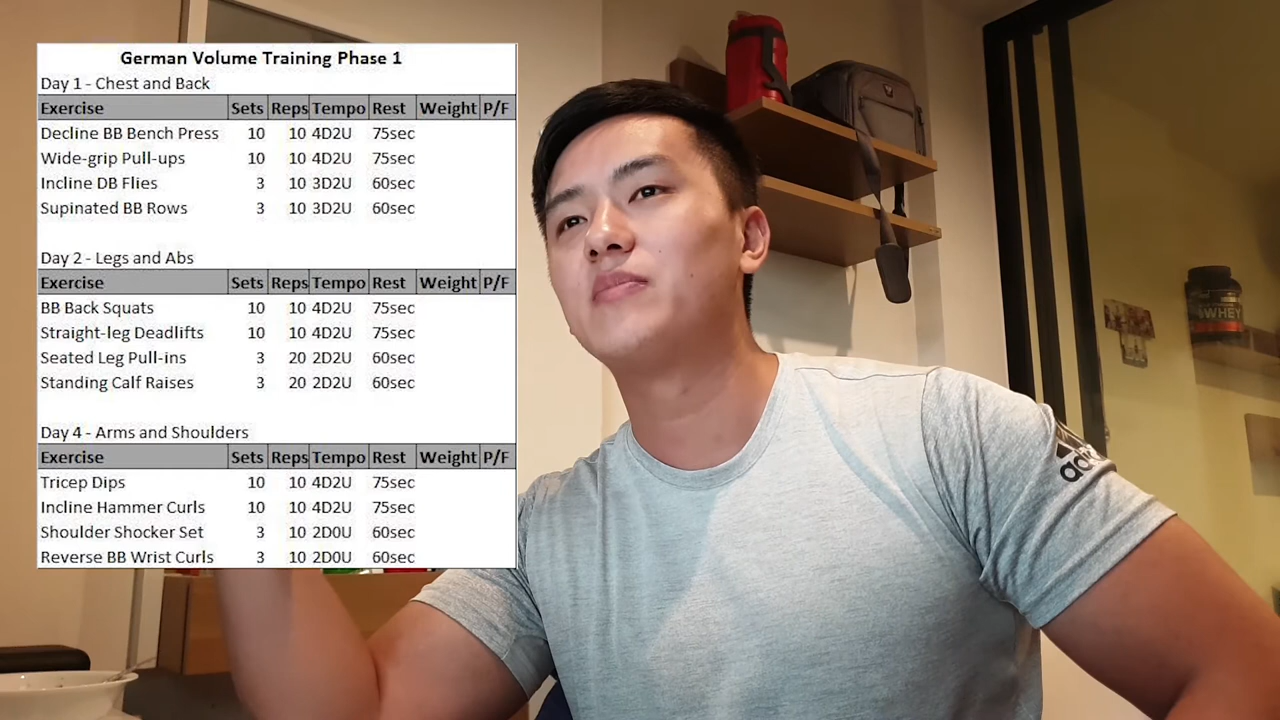 German Volume Training Phase 1
Day 1 - Chest and Back
Exercise Sets Reps Tempo Rest Weight P/F
Decline BB Bench Press 10 10 4D2U 75sec
Wide-grip Pull-ups 10 10 4D2U 75sec
Incline DB Flies 3 10 3D2U 60sec
Supinated BB Rows 3 10 3D2U 60sec
Day 2 - Legs and Abs
Exercise Sets Reps Tempo Rest Weight P/F
BB Back Squats 10 10 4D2U 75sec
Straight-leg Deadlifts 10 10 4D2U 75sec
Seated Leg Pull-ins 3 20 2D2U 60sec
Standing Calf Raises 3 20 2D2U 60sec
Day 4 - Arms and Shoulders
Exercise Sets Reps Tempo Rest Weight P/F
Tricep Dips 10 10 4D2U 75sec
Incline Hammer Curls 10 10 4D2U 75sec
Shoulder Shocker Set 3 10 2D0U 60sec
Reverse BB Wrist Curls 3 10 2D0U 60sec
WHEY